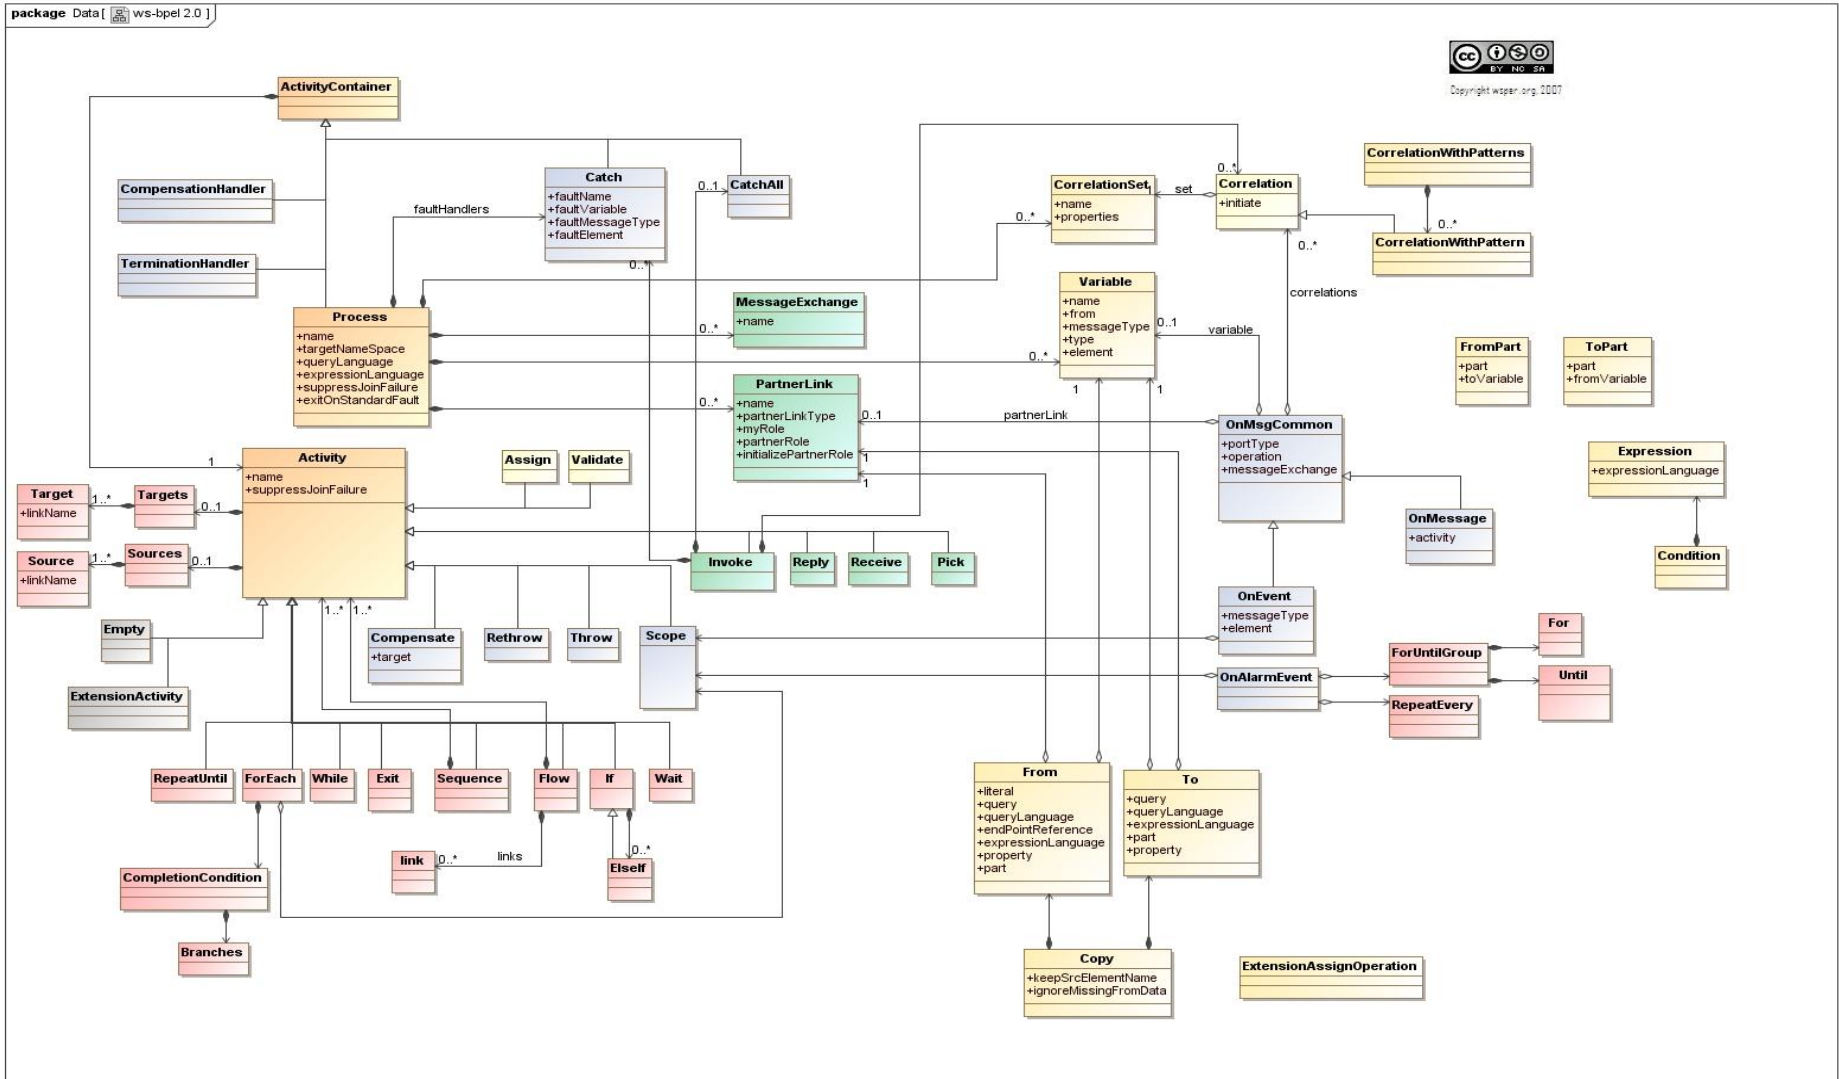 package Data [ ws-bpel 2.0 ]
cc
BY NC SA
Copyright wsper.org, 2007
ActivityContainer
CompensationHandler
TerminationHandler
faultHandlers
Catch
+faultName
+faultVariable
+faultMessageType
+faultElement
0..*
0..1
CatchAll
CorrelationSet
+name
+properties
0..*
set
0..*
Correlation
+initiate
0..*
CorrelationWithPatterns
0..*
CorrelationWithPattern
correlations
Process
+name
+targetNameSpace
+queryLanguage
+expressionLanguage
+suppressJoinFailure
+exitOnStandardFault
MessageExchange
+name
0..*
Variable
+name
+from
+messageType
+type
+element
0..*
0..1
variable
1
1
FromPart
+part
+toVariable
ToPart
+part
+fromVariable
PartnerLink
+name
+partnerLinkType
+myRole
+partnerRole
+initializePartnerRole
0..*
0..1
1
1
partnerLink
OnMsgCommon
+portType
+operation
+messageExchange
Expression
+expressionLanguage
Condition
OnMessage
+activity
1
Activity
+name
+suppressJoinFailure
Assign
Validate
Target
+linkName
1..*
Targets
0..1
Source
+linkName
1..*
Sources
0..1
Invoke
Reply
Receive
Pick
1..*
1..*
Empty
ExtensionActivity
Compensate
+target
Rethrow
Throw
Scope
OnEvent
+messageType
+element
OnAlarmEvent
ForUntilGroup
RepeatEvery
For
Until
RepeatUntil
ForEach
While
Exit
Sequence
Flow
If
Wait
CompletionCondition
Branches
link
0..*
links
0..*
ElseIf
From
+literal
+query
+queryLanguage
+endPointReference
+expressionLanguage
+property
+part
To
+query
+queryLanguage
+expressionLanguage
+part
+property
Copy
+keepSrcElementName
+ignoreMissingFromData
ExtensionAssignOperation